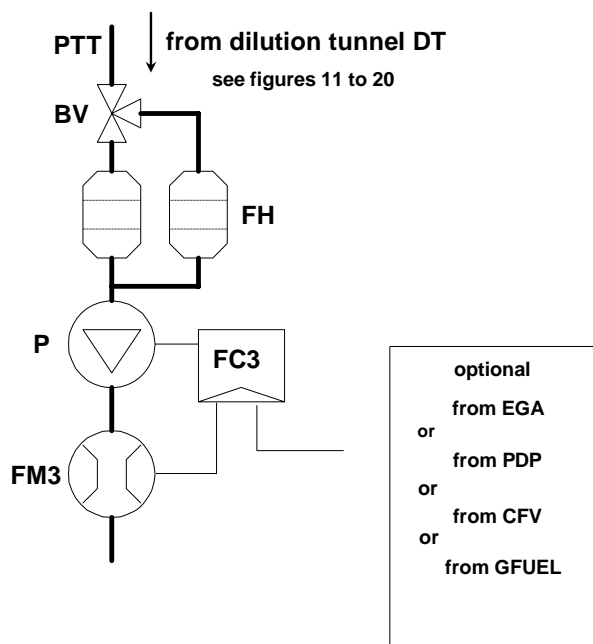 PTT
from dilution tunnel DT
see figures 11 to 20
BV
FH
P
FC3
FM3
optional
from EGA
or
from PDP
or
from CFV
or
from GFUEL